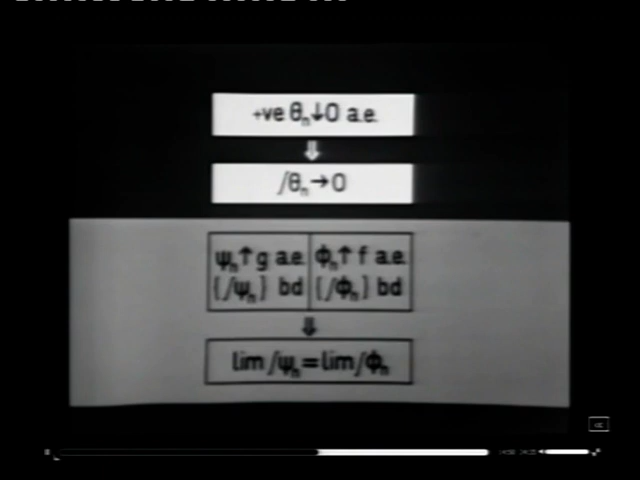 +ve θₙ↓0 a.e.
⇓
∫θₙ→0
ψₙ↑g a.e. ϕₙ↑f a.e.
{∫ψₙ} bd {∫ϕₙ} bd
⇓
lim∫ψₙ=lim∫ϕₙ